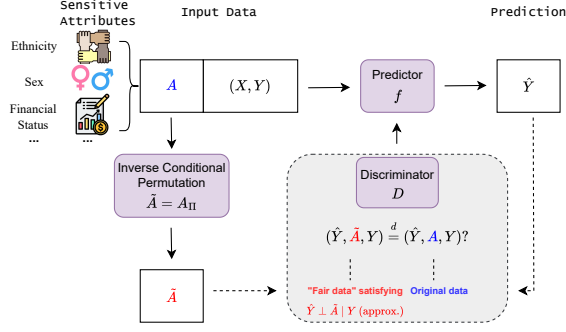 Sensitive
Attributes
Input Data
Prediction
Ethnicity
Sex
Financial
Status
...
...
A
(X, Y)
Predictor
f
Ŷ
Inverse Conditional
Permutation
Ã = A_Π
Discriminator
D
(Ŷ, Ã, Y) =^d (Ŷ, A, Y)?
Ã
"Fair data" satisfying
Original data
Ŷ ⊥ Ã | Y (approx.)